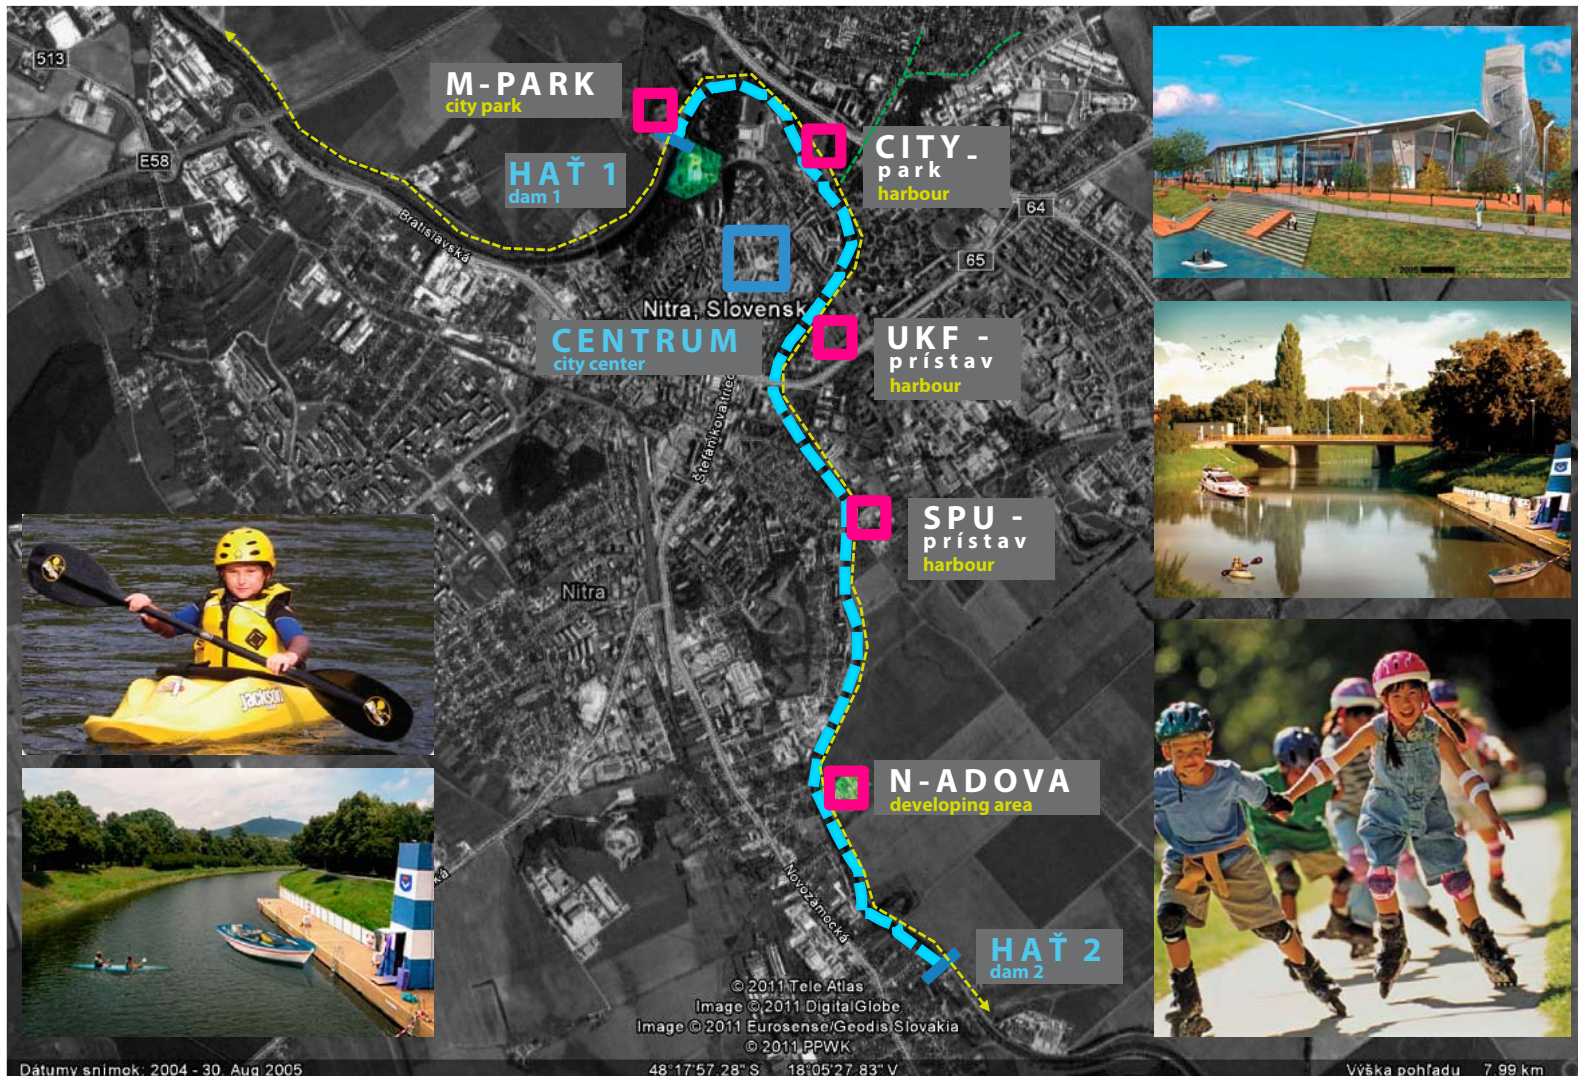 513
M-PARK
city park
E58
HAŤ 1
dam 1
CITY-
park
harbour
64
Bratislavská
65
Nitra, Slovensk
CENTRUM
city center
UKF -
prístav
harbour
Štefánikova trieda
SPU -
prístav
harbour
Nitra
Jackson
N-ADOVA
developing area
Novozámocká
ká
HAŤ 2
dam 2
2005
© 2011 Tele Atlas
Image © 2011 DigitalGlobe
Image © 2011 Eurosense/Geodis Slovakia
© 2011 PPWK
Dátumy snímok: 2004 - 30. Aug 2005
48°17'57.28" S 18°05'27.83" V
Výška pohľadu 7.99 km